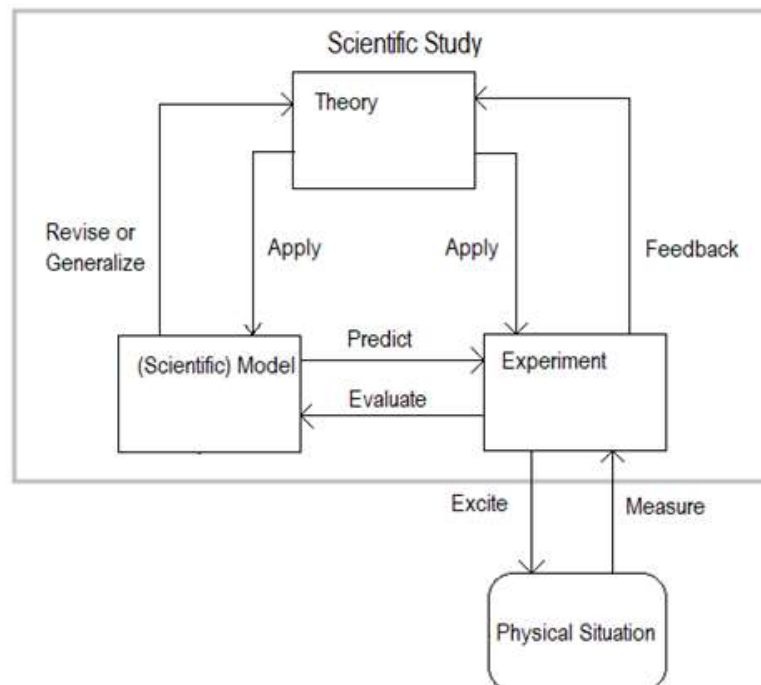 Scientific Study
Theory
Revise or
Generalize
Apply
Apply
Feedback
(Scientific) Model
Predict
Experiment
Evaluate
Excite
Measure
Physical Situation